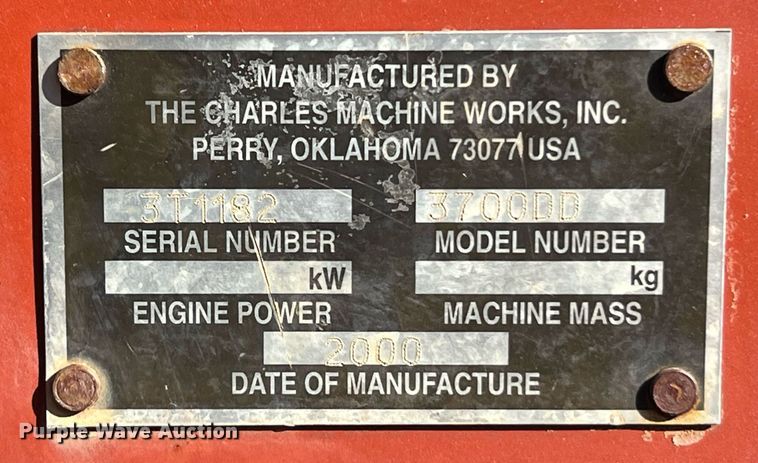 MANUFACTURED BY
THE CHARLES MACHINE WORKS, INC.
PERRY, OKLAHOMA 73077 USA
3T1182 3700DD
SERIAL NUMBER MODEL NUMBER
kW kg
ENGINE POWER MACHINE MASS
2000
DATE OF MANUFACTURE
Purple Wave Auction